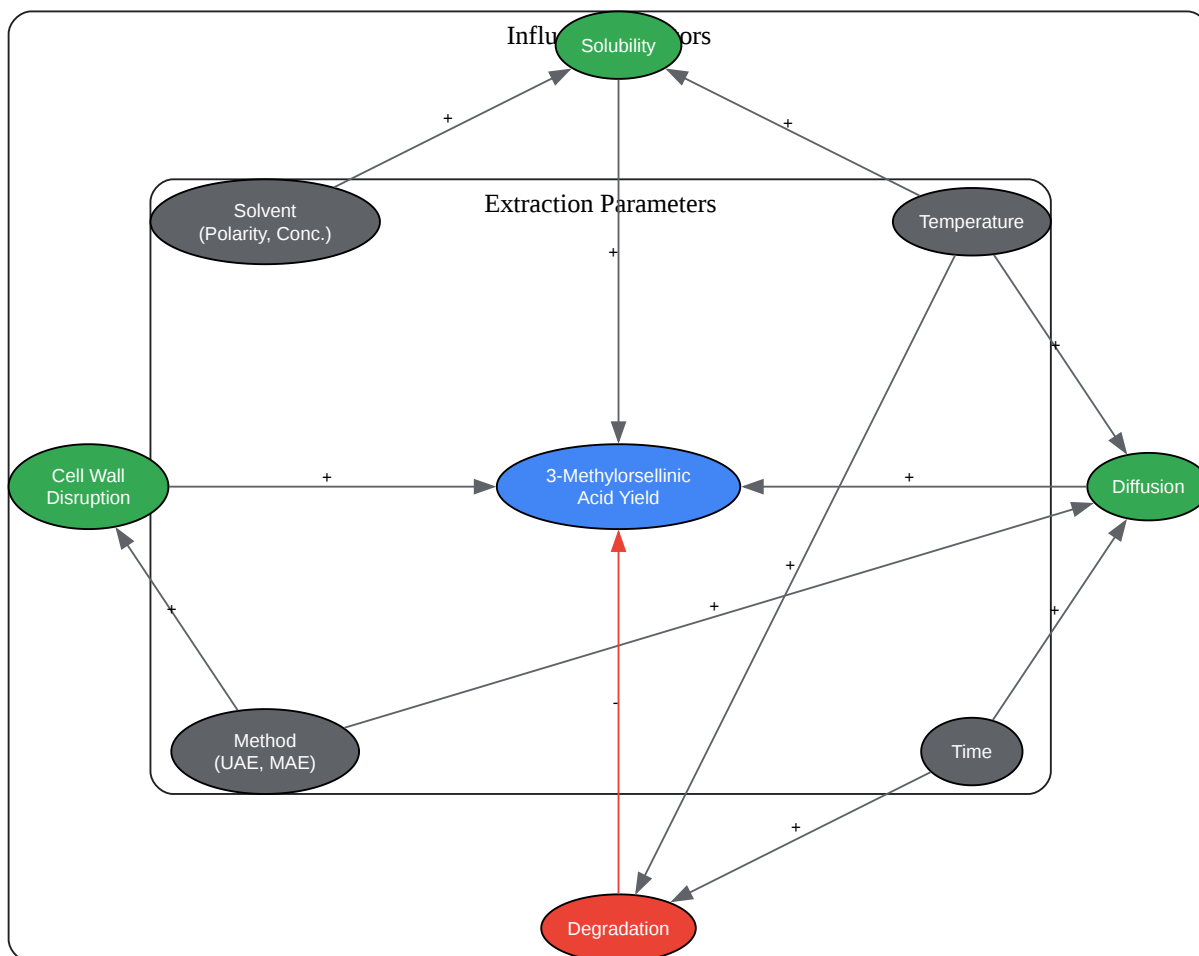 Influ ors
Solubility
+
+
Solvent
(Polarity, Conc.)
Extraction Parameters
Temperature
+
+
Cell Wall
Disruption
+
3-Methylorsellinic
Acid Yield
+
Diffusion
+
+
+
+
-
Method
(UAE, MAE)
Time
+
Degradation